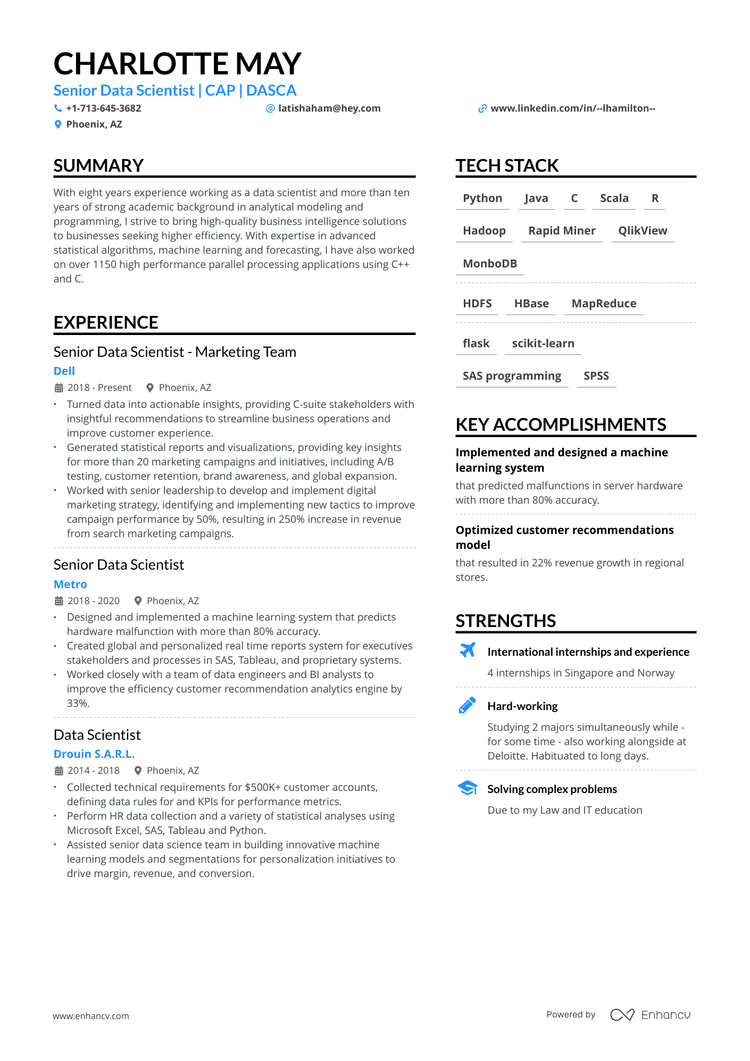 CHARLOTTE MAY
Senior Data Scientist | CAP | DASCA
+1-713-645-3682 latishaham@hey.com www.linkedin.com/in/--lhamilton--
Phoenix, AZ
SUMMARY
With eight years experience working as a data scientist and more than ten
years of strong academic background in analytical modeling and
programming, I strive to bring high-quality business intelligence solutions
to businesses seeking higher efficiency. With expertise in advanced
statistical algorithms, machine learning and forecasting, I have also worked
on over 1150 high performance parallel processing applications using C++
and C.
EXPERIENCE
Senior Data Scientist - Marketing Team
Dell
2018 - Present Phoenix, AZ
· Turned data into actionable insights, providing C-suite stakeholders with
insightful recommendations to streamline business operations and
improve customer experience.
· Generated statistical reports and visualizations, providing key insights
for more than 20 marketing campaigns and initiatives, including A/B
testing, customer retention, brand awareness, and global expansion.
· Worked with senior leadership to develop and implement digital
marketing strategy, identifying and implementing new tactics to improve
campaign performance by 50%, resulting in 250% increase in revenue
from search marketing campaigns.
Senior Data Scientist
Metro
2018 - 2020 Phoenix, AZ
· Designed and implemented a machine learning system that predicts
hardware malfunction with more than 80% accuracy.
· Created global and personalized real time reports system for executives
stakeholders and processes in SAS, Tableau, and proprietary systems.
· Worked closely with a team of data engineers and BI analysts to
improve the efficiency customer recommendation analytics engine by
33%.
Data Scientist
Drouin S.A.R.L.
2014 - 2018 Phoenix, AZ
· Collected technical requirements for $500K+ customer accounts,
defining data rules for and KPIs for performance metrics.
· Perform HR data collection and a variety of statistical analyses using
Microsoft Excel, SAS, Tableau and Python.
· Assisted senior data science team in building innovative machine
learning models and segmentations for personalization initiatives to
drive margin, revenue, and conversion.
TECH STACK
Python Java C Scala R
Hadoop Rapid Miner QlikView
MonboDB
HDFS HBase MapReduce
flask scikit-learn
SAS programming SPSS
KEY ACCOMPLISHMENTS
Implemented and designed a machine
learning system
that predicted malfunctions in server hardware
with more than 80% accuracy.
Optimized customer recommendations
model
that resulted in 22% revenue growth in regional
stores.
STRENGTHS
International internships and experience
4 internships in Singapore and Norway
Hard-working
Studying 2 majors simultaneously while -
for some time - also working alongside at
Deloitte. Habituated to long days.
Solving complex problems
Due to my Law and IT education
www.enhancv.com
Powered by Enhancv